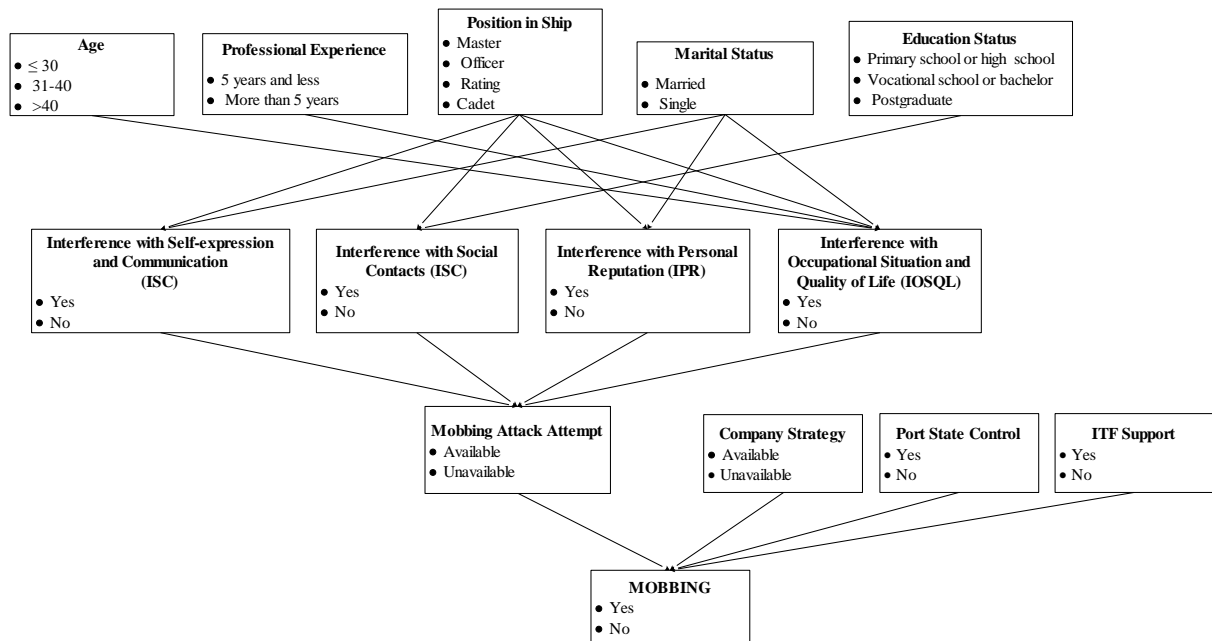 Age
● ≤ 30
● 31-40
● >40
Professional Experience
● 5 years and less
● More than 5 years
Position in Ship
● Master
● Officer
● Rating
● Cadet
Marital Status
● Married
● Single
Education Status
● Primary school or high school
● Vocational school or bachelor
● Postgraduate
Interference with Self-expression
and Communication
(ISC)
● Yes
● No
Interference with Social
Contacts (ISC)
● Yes
● No
Interference with Personal
Reputation (IPR)
● Yes
● No
Interference with
Occupational Situation and
Quality of Life (IOSQL)
● Yes
● No
Mobbing Attack Attempt
● Available
● Unavailable
Company Strategy
● Available
● Unavailable
Port State Control
● Yes
● No
ITF Support
● Yes
● No
MOBBING
● Yes
● No